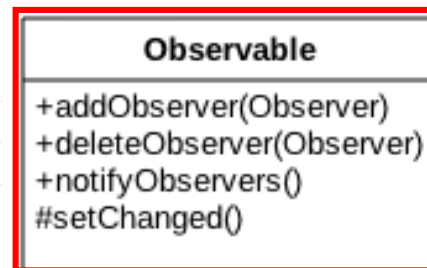 Observable
+addObserver(Observer)
+deleteObserver(Observer)
+notifyObservers()
#setChanged()